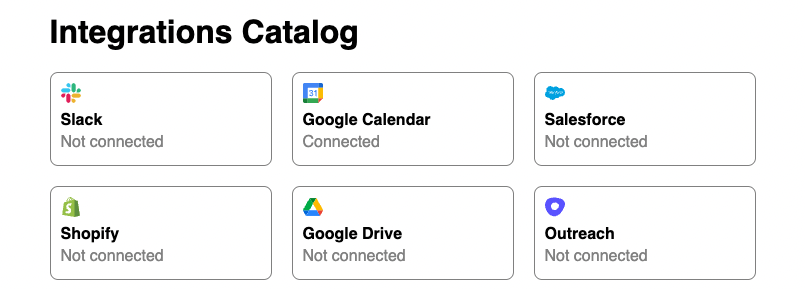 Integrations Catalog
31
Slack
Not connected
Google Calendar
Connected
Salesforce
Not connected
Shopify
Not connected
Google Drive
Not connected
Outreach
Not connected